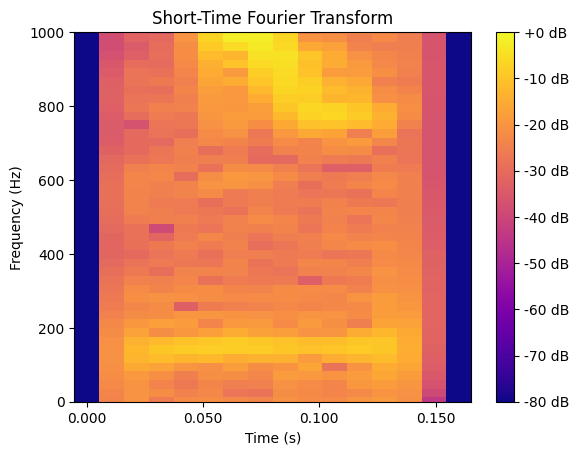 Short-Time Fourier Transform
1000
800
600
400
200
0
Frequency (Hz)
0.000
0.050
0.100
0.150
Time (s)
+0 dB
-10 dB
-20 dB
-30 dB
-40 dB
-50 dB
-60 dB
-70 dB
-80 dB